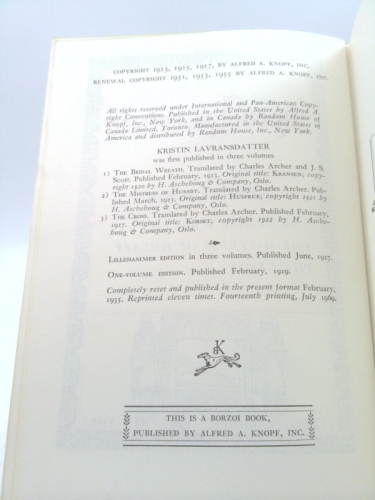 COPYRIGHT 1923, 1925, 1927, BY ALFRED A. KNOPF, INC.
RENEWAL COPYRIGHT 1951, 1953, 1955 BY ALFRED A. KNOPF, INC.
All rights reserved under International and Pan-American Copy-
right Conventions. Published in the United States by Alfred A.
Knopf, Inc., New York, and in Canada by Random House of
Canada Limited, Toronto. Manufactured in the United States of
America and distributed by Random House, Inc., New York.
KRISTIN LAVRANSDATTER
was first published in three volumes
1) THE BRIDAL WREATH. Translated by Charles Archer and J. S.
Scott. Published February, 1923. Original title: KRANSEN; copy-
right 1920 by H. Aschehoug & Company, Oslo.
2) THE MISTRESS OF HUSABY. Translated by Charles Archer. Pub-
lished March, 1925. Original title: HUSFRUE; copyright 1921 by
H. Aschehoug & Company, Oslo.
3) THE CROSS. Translated by Charles Archer. Published February,
1927. Original title: KORSET; copyright 1922 by H. Asche-
houg & Company, Oslo.
LILLEHAMMER EDITION in three volumes. Published June, 1927.
ONE-VOLUME EDITION. Published February, 1929.
Completely reset and published in the present format February,
1935. Reprinted eleven times. Fourteenth printing, July 1969.
THIS IS A BORZOI BOOK,
PUBLISHED BY ALFRED A. KNOPF, INC.